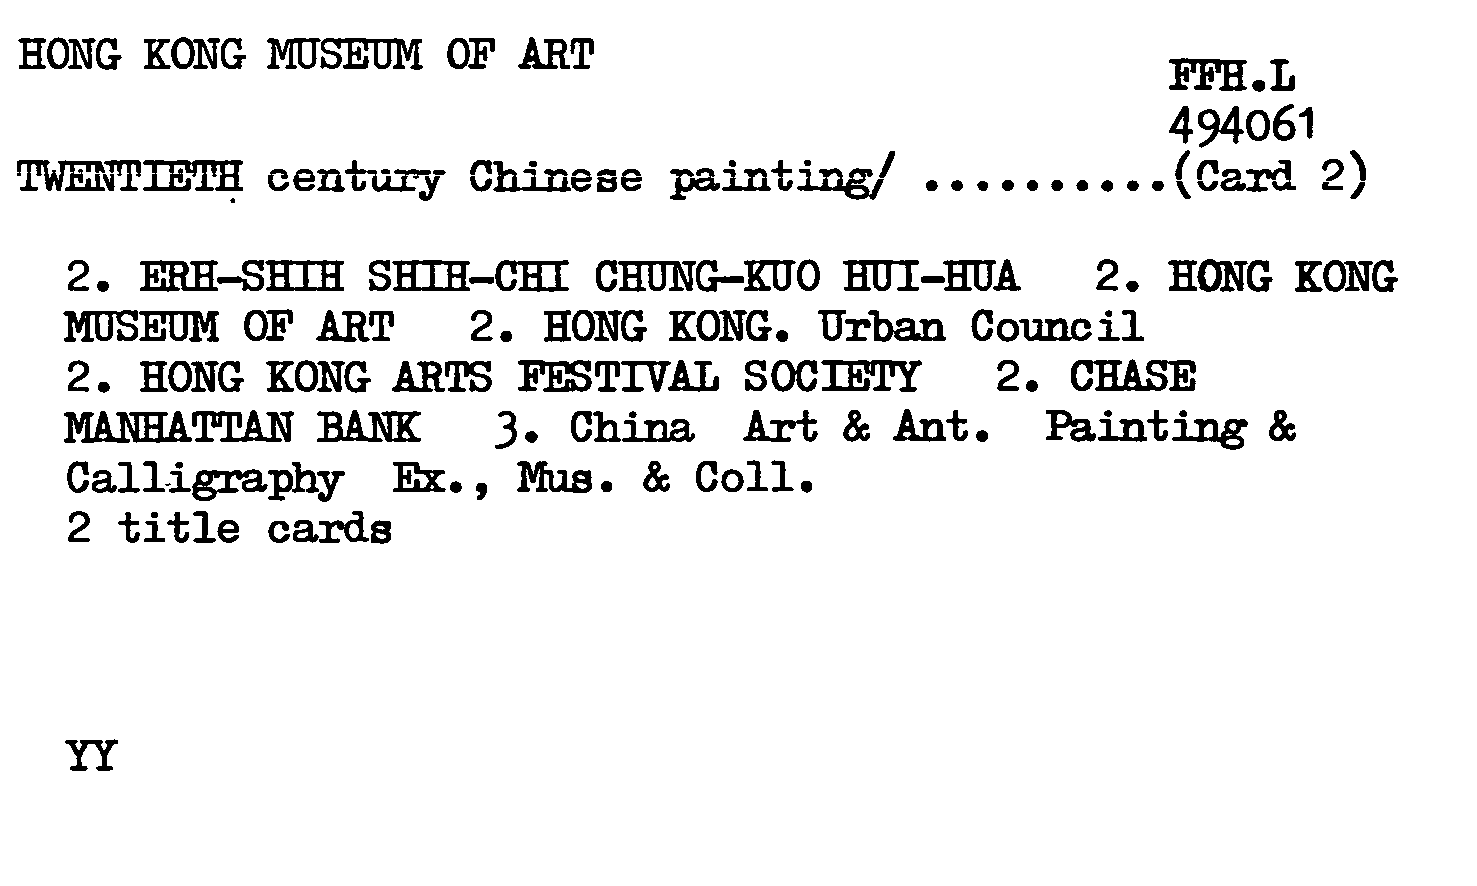 HONG KONG MUSEUM OF ART
FFH.L
494061
TWENTIETH century Chinese painting/ ..........(Card 2)
2. ERH-SHIH SHIH-CHI CHUNG-KUO HUI-HUA 2. HONG KONG
MUSEUM OF ART 2. HONG KONG. Urban Council
2. HONG KONG ARTS FESTIVAL SOCIETY 2. CHASE
MANHATTAN BANK 3. China Art & Ant. Painting &
Calligraphy Ex., Mus. & Coll.
2 title cards
YY